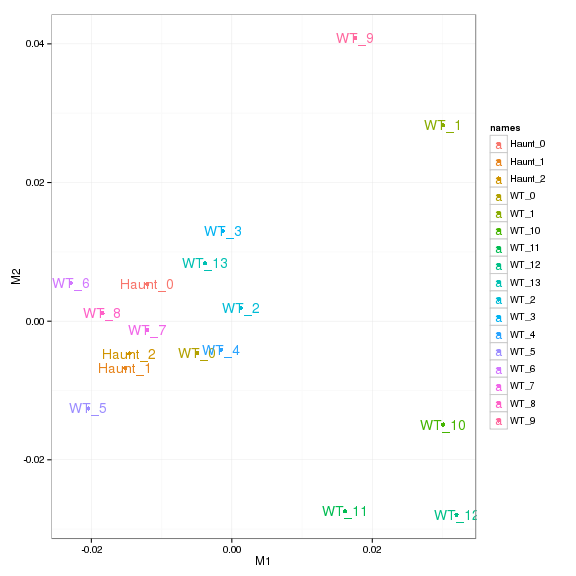 0.04
WT_9
WT_1
names
a Haunt_0
a Haunt_1
a Haunt_2
0.02
a WT_0
a WT_1
a WT_10
WT_3
a WT_11
WT_13
a WT_12
M2
WT_6
Haunt_0
a WT_13
a WT_2
WT_8
WT_2
0.00
a WT_3
WT_7
a WT_4
Haunt_2
WT_0
WT_4
a WT_5
Haunt_1
a WT_6
a WT_7
WT_5
a WT_8
WT_10
a WT_9
-0.02
WT_11
WT_12
-0.02 0.00 0.02
M1